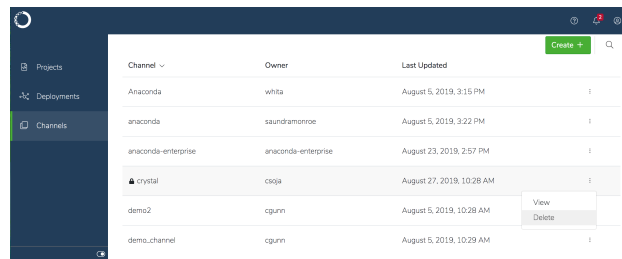 2
Create +
Projects
Deployments
Channels
Channel Owner Last Updated
Anaconda whita August 5, 2019, 3:15 PM
anaconda saundramonroe August 5, 2019, 3:22 PM
anaconda-enterprise anaconda-enterprise August 23, 2019, 2:57 PM
crystal csoja August 27, 2019, 10:28 AM
View
Delete
demo2 cgunn August 5, 2019, 10:28 AM
demo_channel cgunn August 5, 2019, 10:29 AM